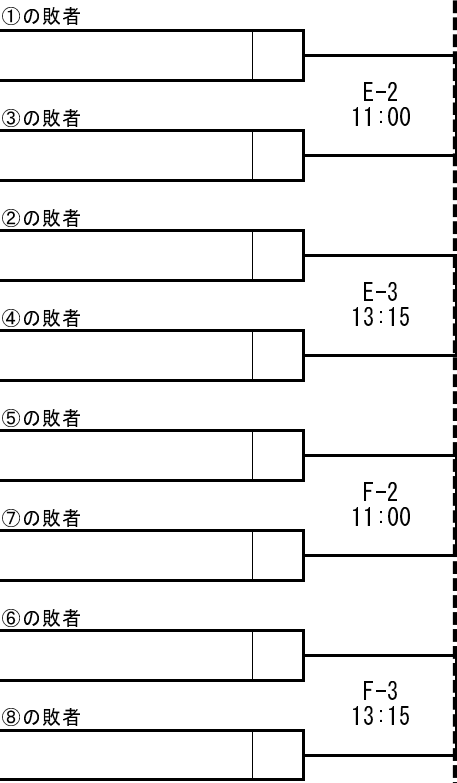 ①の敗者
E-2
11:00
③の敗者
②の敗者
E-3
13:15
④の敗者
⑤の敗者
F-2
11:00
⑦の敗者
⑥の敗者
F-3
13:15
⑧の敗者